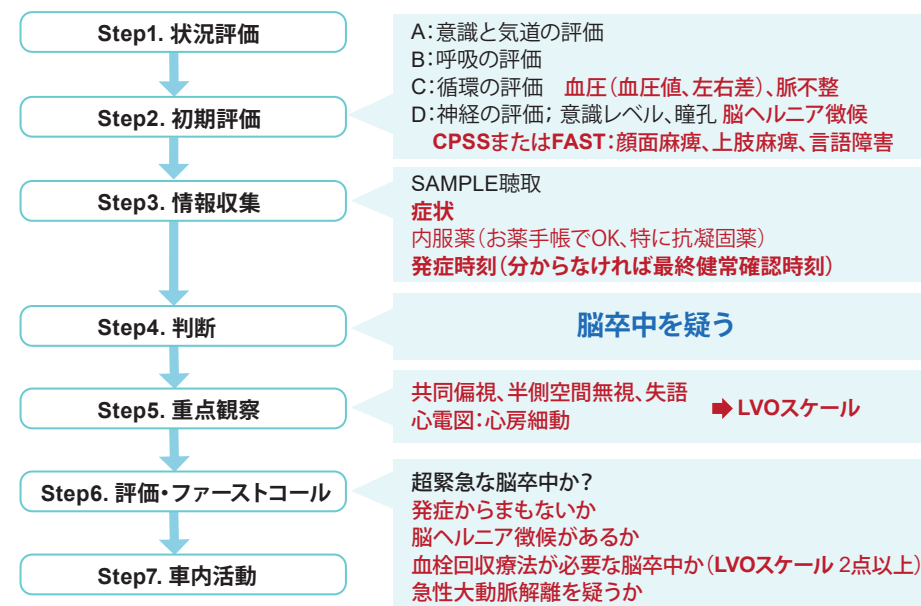 Step1. 状況評価
A：意識と気道の評価
B：呼吸の評価
C：循環の評価　血圧（血圧値、左右差）、脈不整
D：神経の評価； 意識レベル、瞳孔 脳ヘルニア徴候
CPSSまたはFAST：顔面麻痺、上肢麻痺、言語障害
Step2. 初期評価
Step3. 情報収集
SAMPLE聴取
症状
内服薬（お薬手帳でOK、特に抗凝固薬）
発症時刻（分からなければ最終健常確認時刻）
Step4. 判断
脳卒中を疑う
Step5. 重点観察
共同偏視、半側空間無視、失語
心電図：心房細動
➡ LVOスケール
Step6. 評価・ファーストコール
超緊急な脳卒中か？
発症からまもないか
脳ヘルニア徴候があるか
血栓回収療法が必要な脳卒中か（LVOスケール 2点以上）
急性大動脈解離を疑うか
Step7. 車内活動